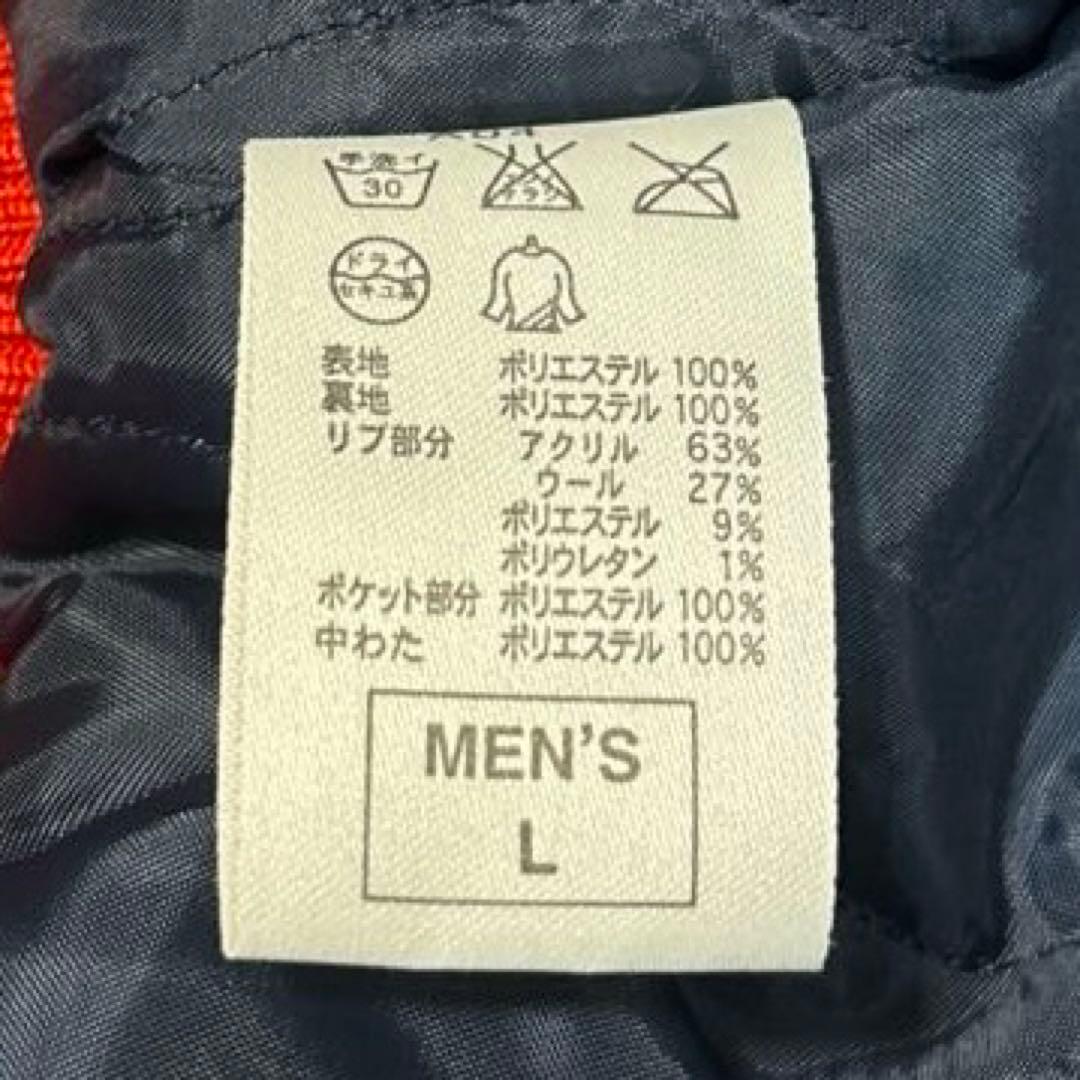 手洗イ
30
ドライ
セキユ系
表地 ポリエステル 100%
裏地 ポリエステル 100%
リブ部分 アクリル 63%
ウール 27%
ポリエステル 9%
ポリウレタン 1%
ポケット部分 ポリエステル 100%
中わた ポリエステル 100%
MEN'S
L